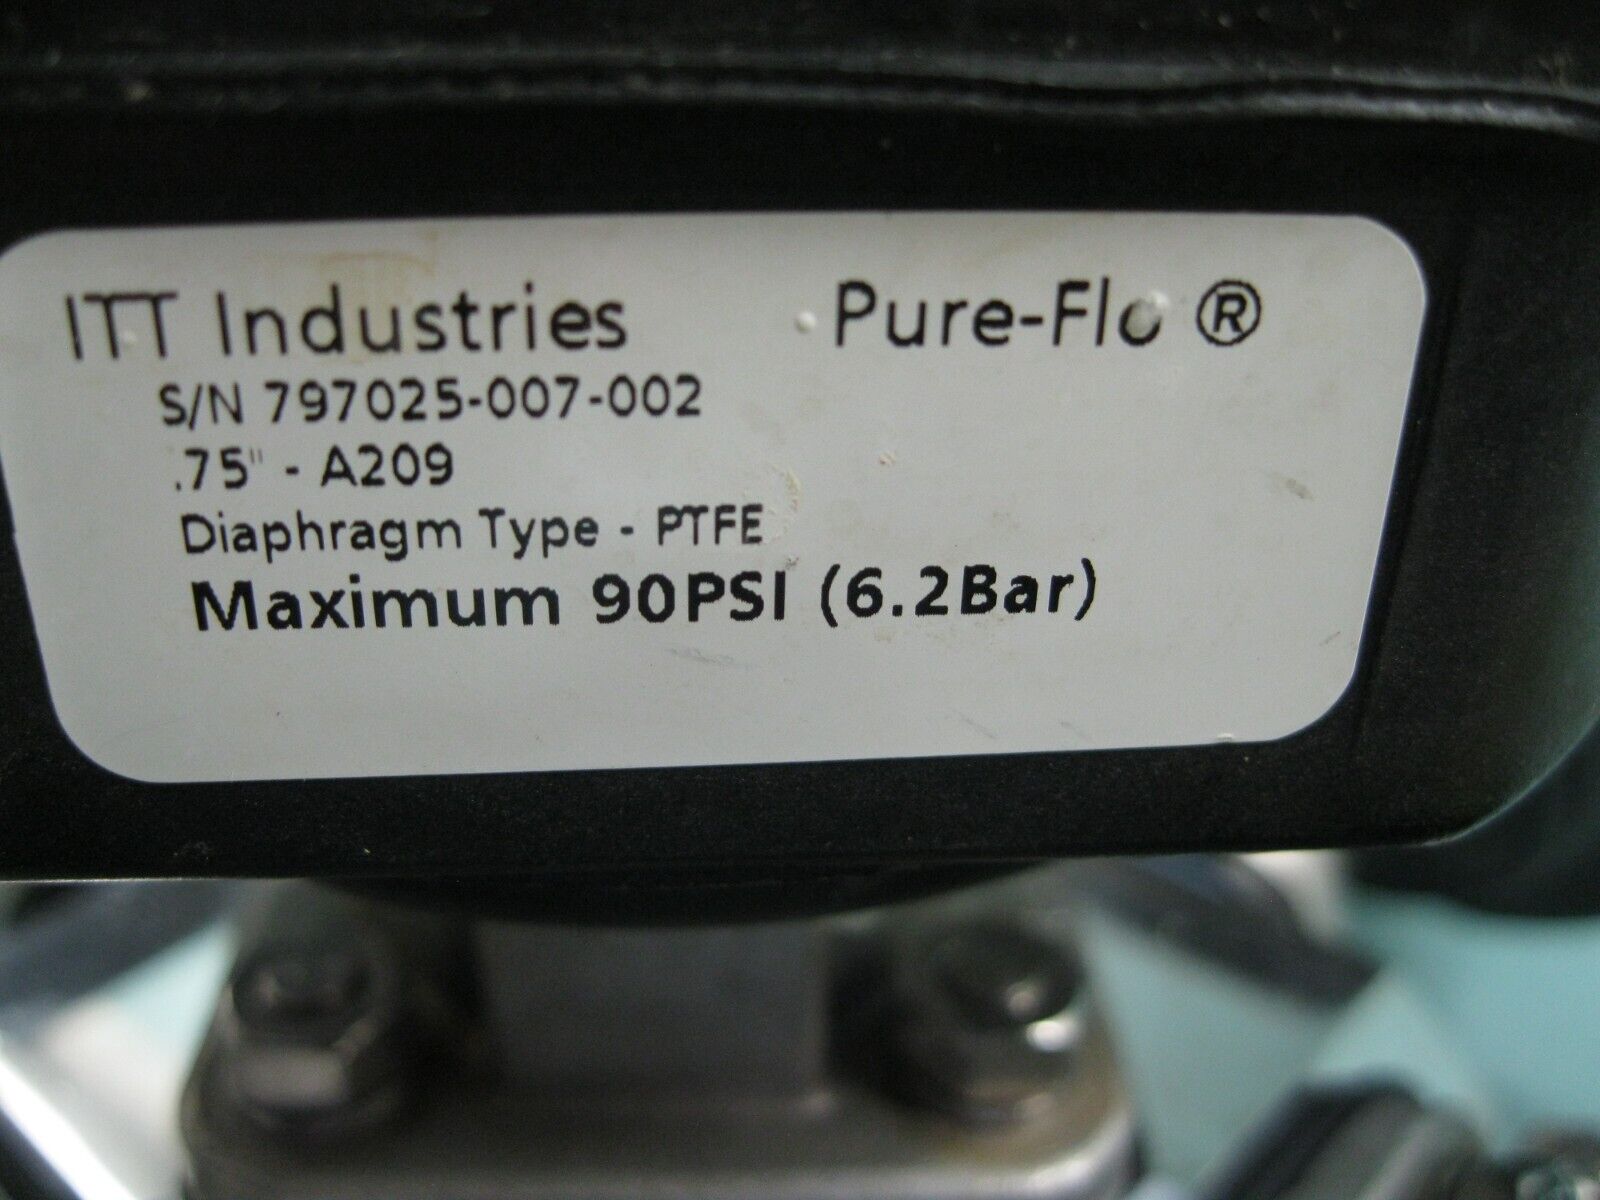 ITT Industries Pure-Flo ®
S/N 797025-007-002
.75" - A209
Diaphragm Type - PTFE
Maximum 90PSI (6.2Bar)